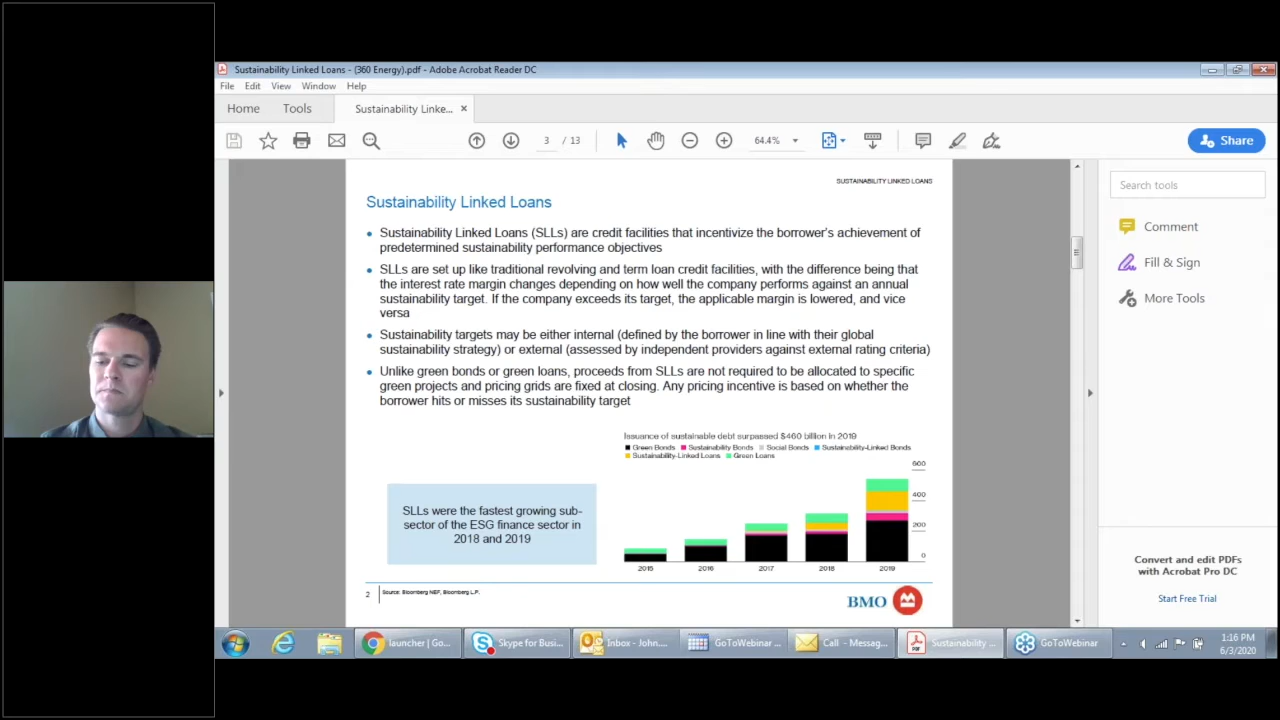 Sustainability Linked Loans - (360 Energy).pdf - Adobe Acrobat Reader DC
File Edit View Window Help
Home Tools Sustainability Linke...
3 / 13 64.4% Share
SUSTAINABILITY LINKED LOANS
Sustainability Linked Loans
Sustainability Linked Loans (SLLs) are credit facilities that incentivize the borrower's achievement of
predetermined sustainability performance objectives
SLLs are set up like traditional revolving and term loan credit facilities, with the difference being that
the interest rate margin changes depending on how well the company performs against an annual
sustainability target. If the company exceeds its target, the applicable margin is lowered, and vice
versa
Sustainability targets may be either internal (defined by the borrower in line with their global
sustainability strategy) or external (assessed by independent providers against external rating criteria)
Unlike green bonds or green loans, proceeds from SLLs are not required to be allocated to specific
green projects and pricing grids are fixed at closing. Any pricing incentive is based on whether the
borrower hits or misses its sustainability target
SLLs were the fastest growing sub-
sector of the ESG finance sector in
2018 and 2019
Issuance of sustainable debt surpassed $460 billion in 2019
Green Bonds Sustainability Bonds Social Bonds Sustainability-Linked Bonds
Sustainability-Linked Loans Green Loans
600
400
200
0
2015 2016 2017 2018 2019
2 Source: Bloomberg NEF, Bloomberg L.P.
BMO
Search tools
Comment
Fill & Sign
More Tools
Convert and edit PDFs
with Acrobat Pro DC
Start Free Trial
launcher | Go... Skype for Busi... Inbox - John.... GoToWebinar ... Call - Messag... Sustainability ... GoToWebinar
1:16 PM
6/3/2020